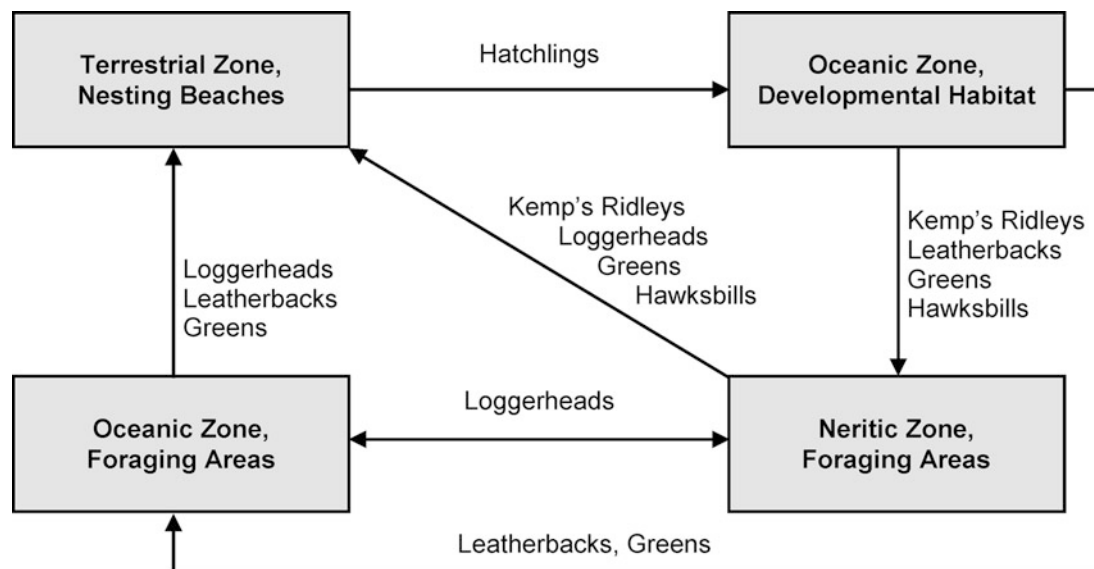 Terrestrial Zone,
Nesting Beaches
Hatchlings
Oceanic Zone,
Developmental Habitat
Kemp's Ridleys
Loggerheads
Greens
Hawksbills
Kemp's Ridleys
Leatherbacks
Greens
Hawksbills
Loggerheads
Leatherbacks
Greens
Oceanic Zone,
Foraging Areas
Loggerheads
Neritic Zone,
Foraging Areas
Leatherbacks, Greens